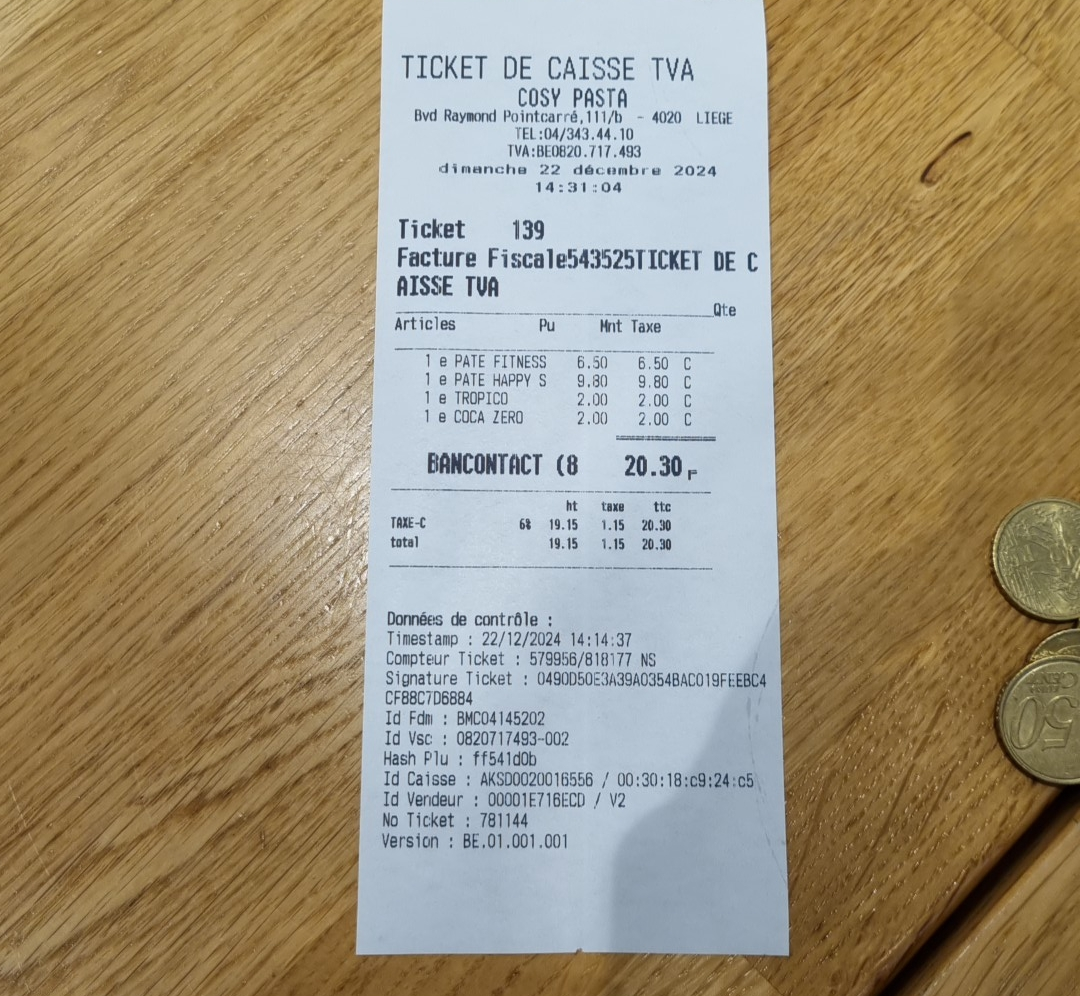 TICKET DE CAISSE TVA
COSY PASTA
Bvd Raymond Pointcarré,111/b - 4020 LIEGE
TEL:04/343.44.10
TVA:BE0820.717.493
dimanche 22 décembre 2024
14:31:04
Ticket 139
Facture Fiscale543525TICKET DE C
AISSE TVA
Qte
Articles Pu Mnt Taxe
1 e PATE FITNESS 6.50 6.50 C
1 e PATE HAPPY S 9.80 9.80 C
1 e TROPICO 2.00 2.00 C
1 e COCA ZERO 2.00 2.00 C
BANCONTACT (8 20.30
ht taxe ttc
TAXE-C 6% 19.15 1.15 20.30
total 19.15 1.15 20.30
Données de contrôle :
Timestamp : 22/12/2024 14:14:37
Compteur Ticket : 579956/818177 NS
Signature Ticket : 0490D50E3A39A0354BAC019FEEBC4
CF88C7D6884
Id Fdm : BMC04145202
Id Vsc : 0820717493-002
Hash Plu : ff541d0b
Id Caisse : AKSD0020016556 / 00:30:18:c9:24:c5
Id Vendeur : 00001E716ECD / V2
No Ticket : 781144
Version : BE.01.001.001
50
CENT